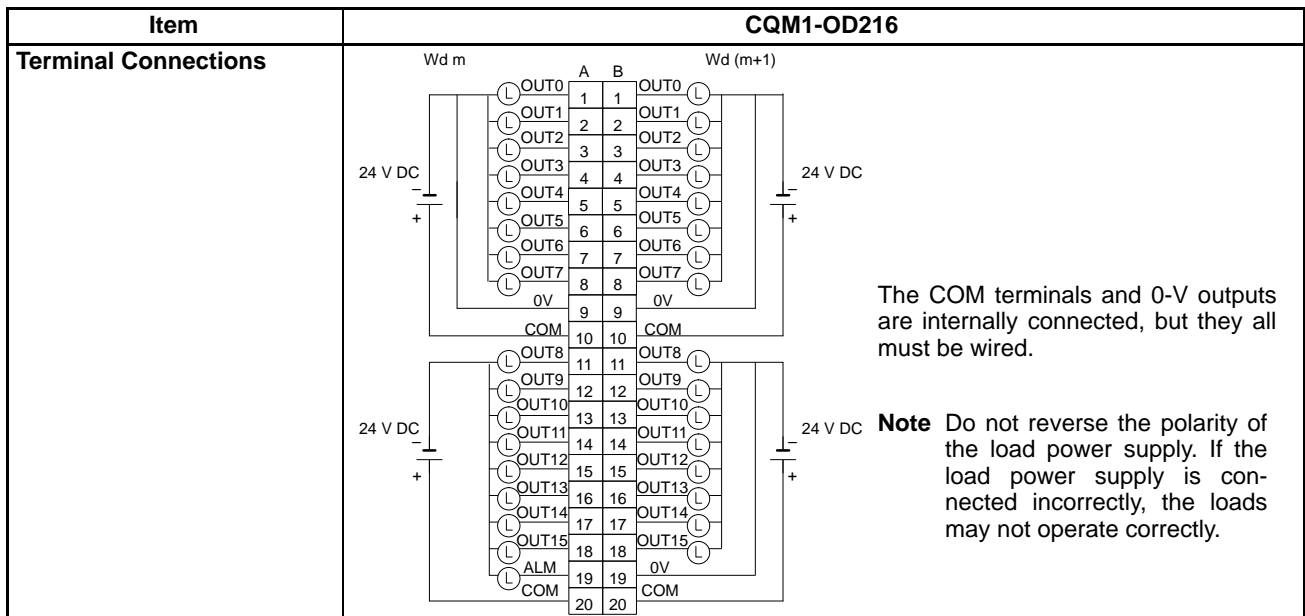 Item CQM1-OD216
Terminal Connections
Wd m Wd (m+1)
A B
OUT0 1 1 OUT0
OUT1 2 2 OUT1
OUT2 3 3 OUT2
OUT3 4 4 OUT3
OUT4 5 5 OUT4
OUT5 6 6 OUT5
OUT6 7 7 OUT6
OUT7 8 8 OUT7
0V 9 9 0V
COM 10 10 COM
OUT8 11 11 OUT8
OUT9 12 12 OUT9
OUT10 13 13 OUT10
OUT11 14 14 OUT11
OUT12 15 15 OUT12
OUT13 16 16 OUT13
OUT14 17 17 OUT14
OUT15 18 18 OUT15
ALM 19 19 0V
COM 20 20 COM
L L L L L L L L
L L L L L L L L L
L L L L L L L L
L L L L L L L L
24 V DC
– +
24 V DC
– +
24 V DC
– +
24 V DC
– +
The COM terminals and 0-V outputs
are internally connected, but they all
must be wired.
Note Do not reverse the polarity of
the load power supply. If the
load power supply is con-
nected incorrectly, the loads
may not operate correctly.